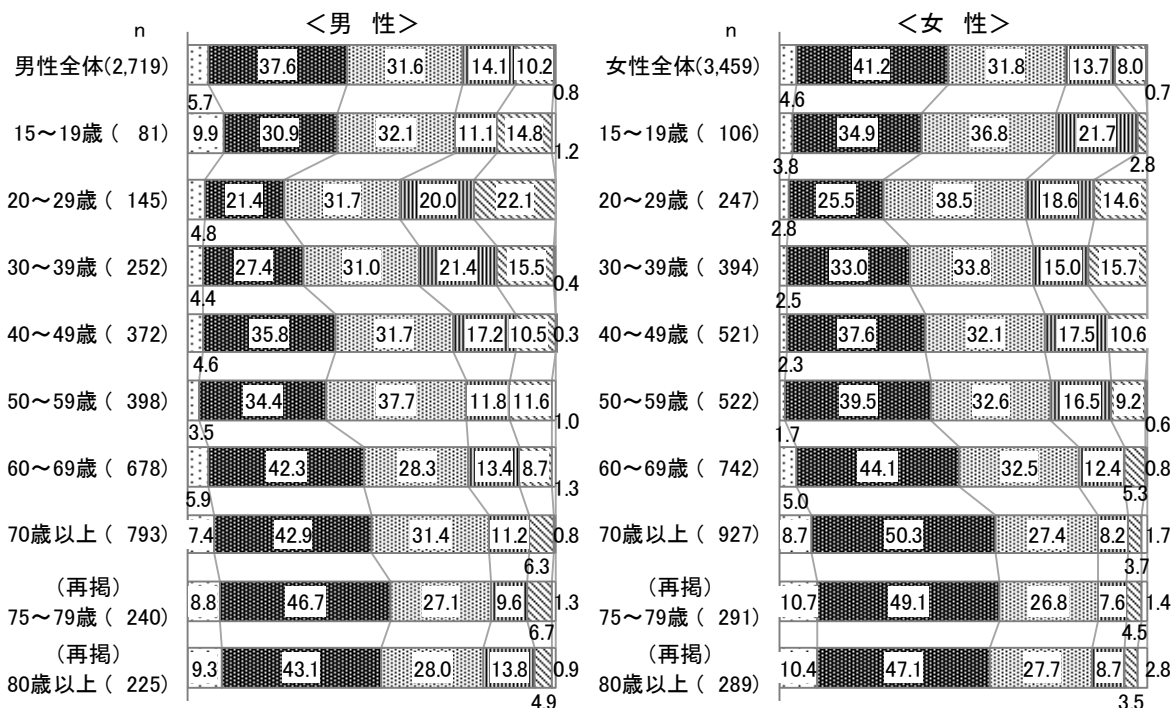 ＜男　性＞
n
男性全体(2,719) 5.7 37.6 31.6 14.1 10.2 0.8
15～19歳（　81） 9.9 30.9 32.1 11.1 14.8 1.2
20～29歳（　145） 4.8 21.4 31.7 20.0 22.1
30～39歳（　252） 4.4 27.4 31.0 21.4 15.5 0.4
40～49歳（　372） 4.6 35.8 31.7 17.2 10.5 0.3
50～59歳（　398） 3.5 34.4 37.7 11.8 11.6 1.0
60～69歳（　678） 5.9 42.3 28.3 13.4 8.7 1.3
70歳以上（　793） 7.4 42.9 31.4 11.2 6.3 0.8
（再掲）
75～79歳（　240） 8.8 46.7 27.1 9.6 6.7 1.3
（再掲）
80歳以上（　225） 9.3 43.1 28.0 13.8 4.9 0.9
＜女　性＞
n
女性全体(3,459) 4.6 41.2 31.8 13.7 8.0 0.7
15～19歳（　106） 3.8 34.9 36.8 21.7 2.8
20～29歳（　247） 2.8 25.5 38.5 18.6 14.6
30～39歳（　394） 2.5 33.0 33.8 15.0 15.7
40～49歳（　521） 2.3 37.6 32.1 17.5 10.6
50～59歳（　522） 1.7 39.5 32.6 16.5 9.2 0.6
60～69歳（　742） 5.0 44.1 32.5 12.4 5.3 0.8
70歳以上（　927） 8.7 50.3 27.4 8.2 3.7 1.7
（再掲）
75～79歳（　291） 10.7 49.1 26.8 7.6 4.5 1.4
（再掲）
80歳以上（　289） 10.4 47.1 27.7 8.7 3.5 2.8